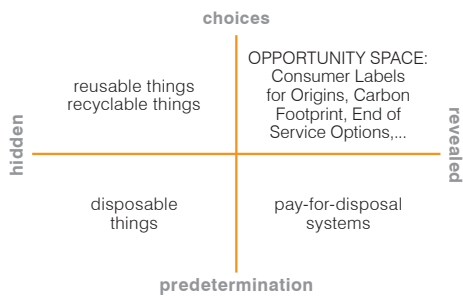 choices
OPPORTUNITY SPACE:
Consumer Labels
for Origins, Carbon
Footprint, End of
Service Options,...
reusable things
recyclable things
hidden
revealed
disposable
things
pay-for-disposal
systems
predetermination